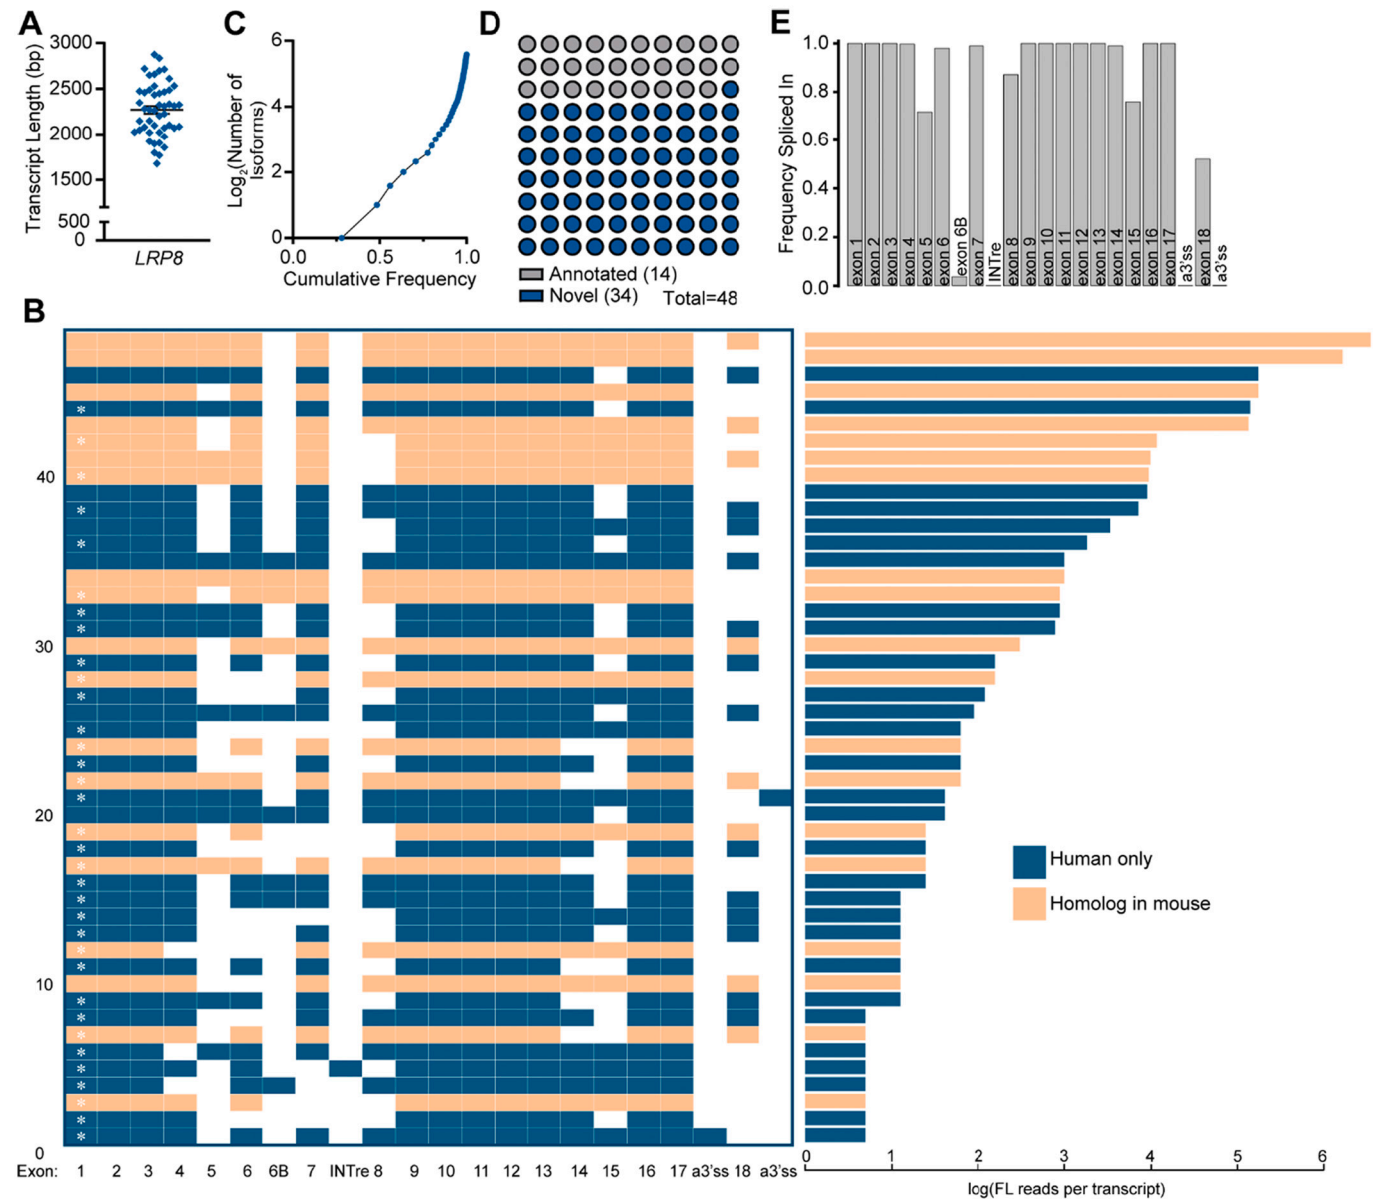 A
Transcript Length (bp)
3000
2500
2000
1500
500
0
LRP8
C
Log2(Number of
Isoforms)
6
4
2
0
0.0
0.5
1.0
Cumulative Frequency
D
Annotated (14)
Novel (34)
Total=48
E
Frequency Spliced In
1.0
0.8
0.6
0.4
0.2
0.0
exon 1
exon 2
exon 3
exon 4
exon 5
exon 6
exon 6B
exon 7
INTre
exon 8
exon 9
exon 10
exon 11
exon 12
exon 13
exon 14
exon 15
exon 16
exon 17
a3'ss
exon 18
a3'ss
B
40
30
20
10
0
* * * * * * * * * * * * * * * * * * * * * * * * * * * * * * * * * *
Exon: 1 2 3 4 5 6 6B 7 INTre 8 9 10 11 12 13 14 15 16 17 a3'ss 18 a3'ss
Human only
Homolog in mouse
0 1 2 3 4 5 6
log(FL reads per transcript)